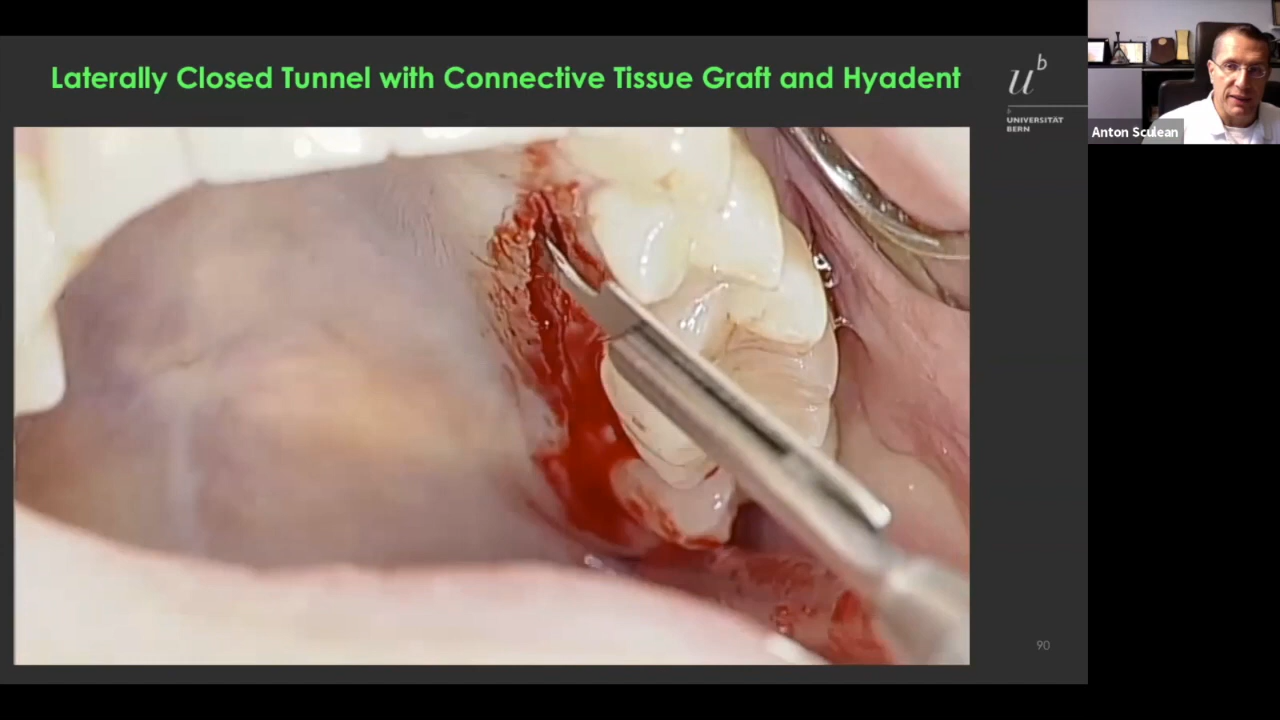 Laterally Closed Tunnel with Connective Tissue Graft and Hyadent
u^b
b
UNIVERSITÄT
BERN
Anton Sculean
90